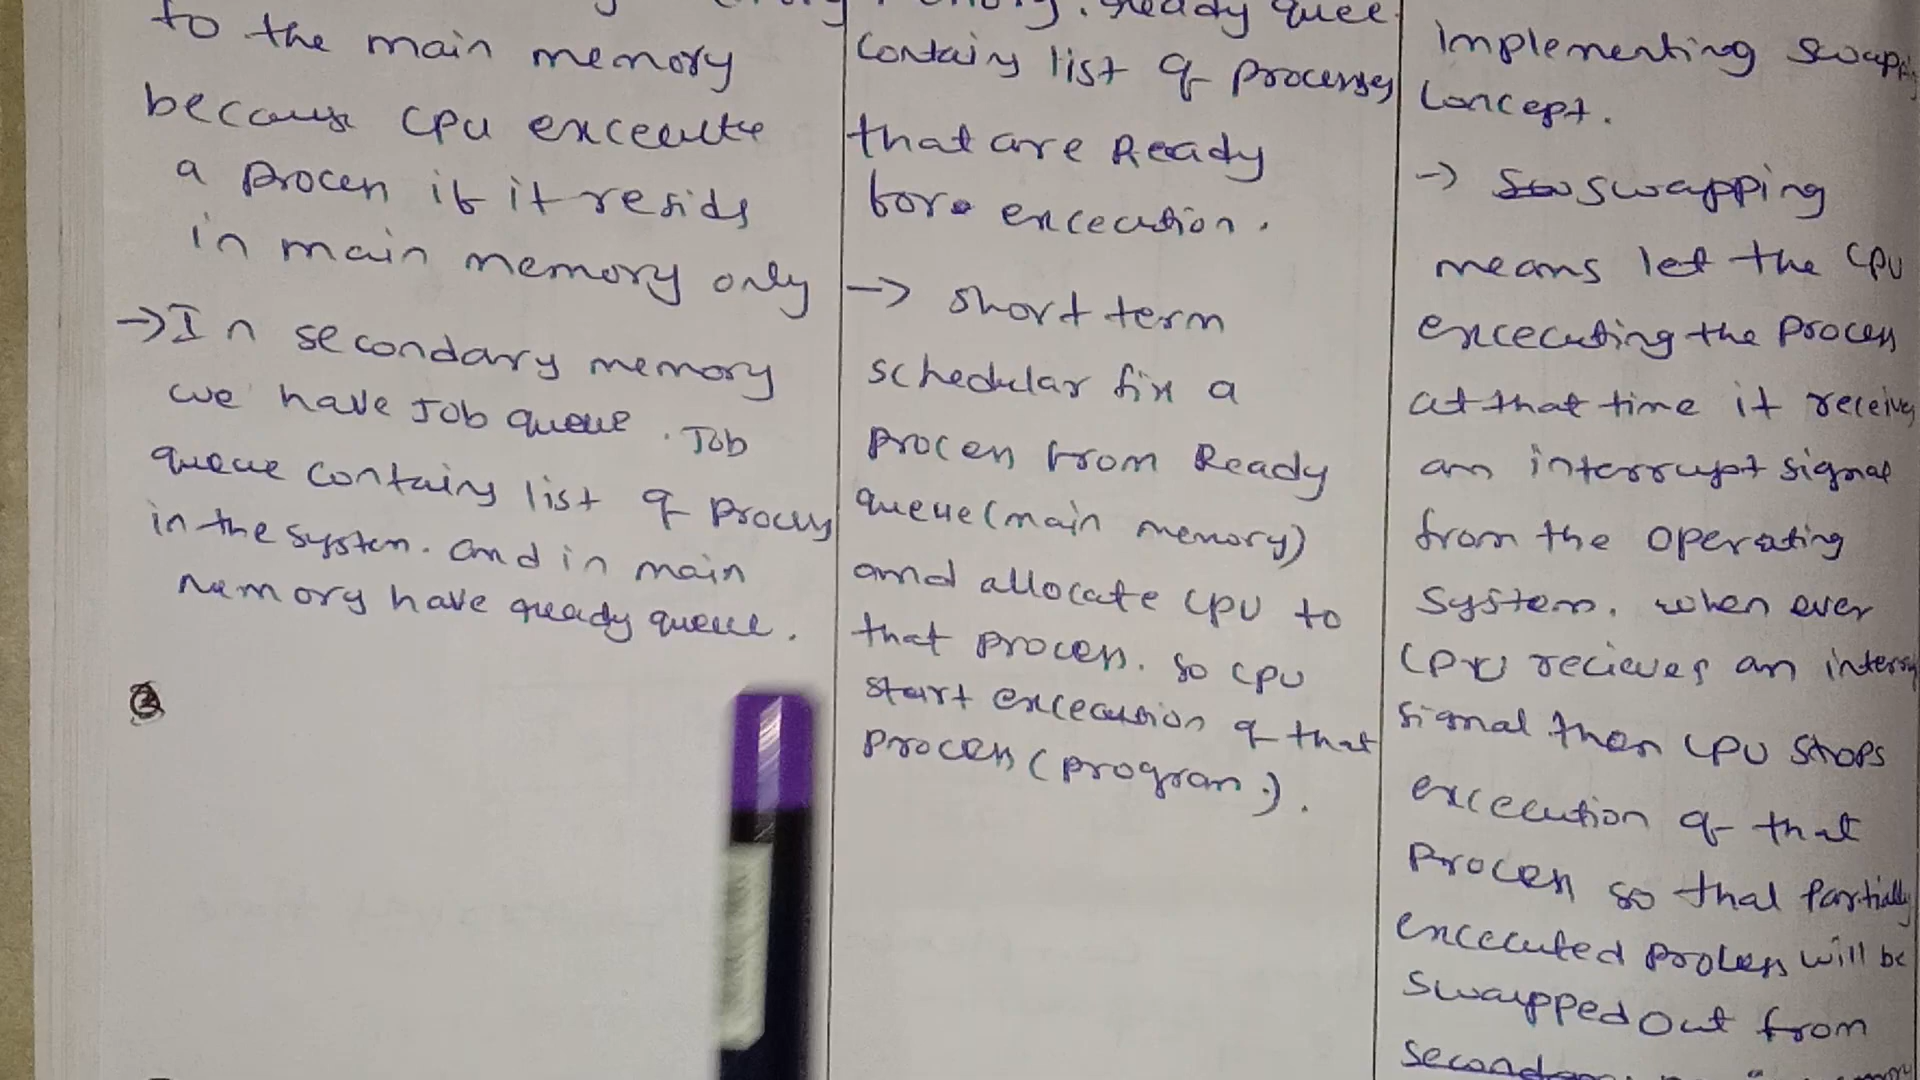 to the main memory
because cpu excecute
a process if it resids
in main memory only
→ In secondary memory
we have Job queue. Job
queue contains list of process
in the system. and in main
memory have ready queue.
ready quee
contains list of processes
that are Ready
for excecution.
→ short term
schedular fix a
process from Ready
queue (main memory)
and allocate CPU to
that process. so CPU
start excecution of that
process (program).
Implementing
concept.
→ swapping
means let the CPU
excecuting the process
at that time it receives
an interrupt signal
from the operating
system. when ever
CPU recieves an
signal then CPU stops
excecution of that
process so that Partially
excecuted process will be
swapped out from